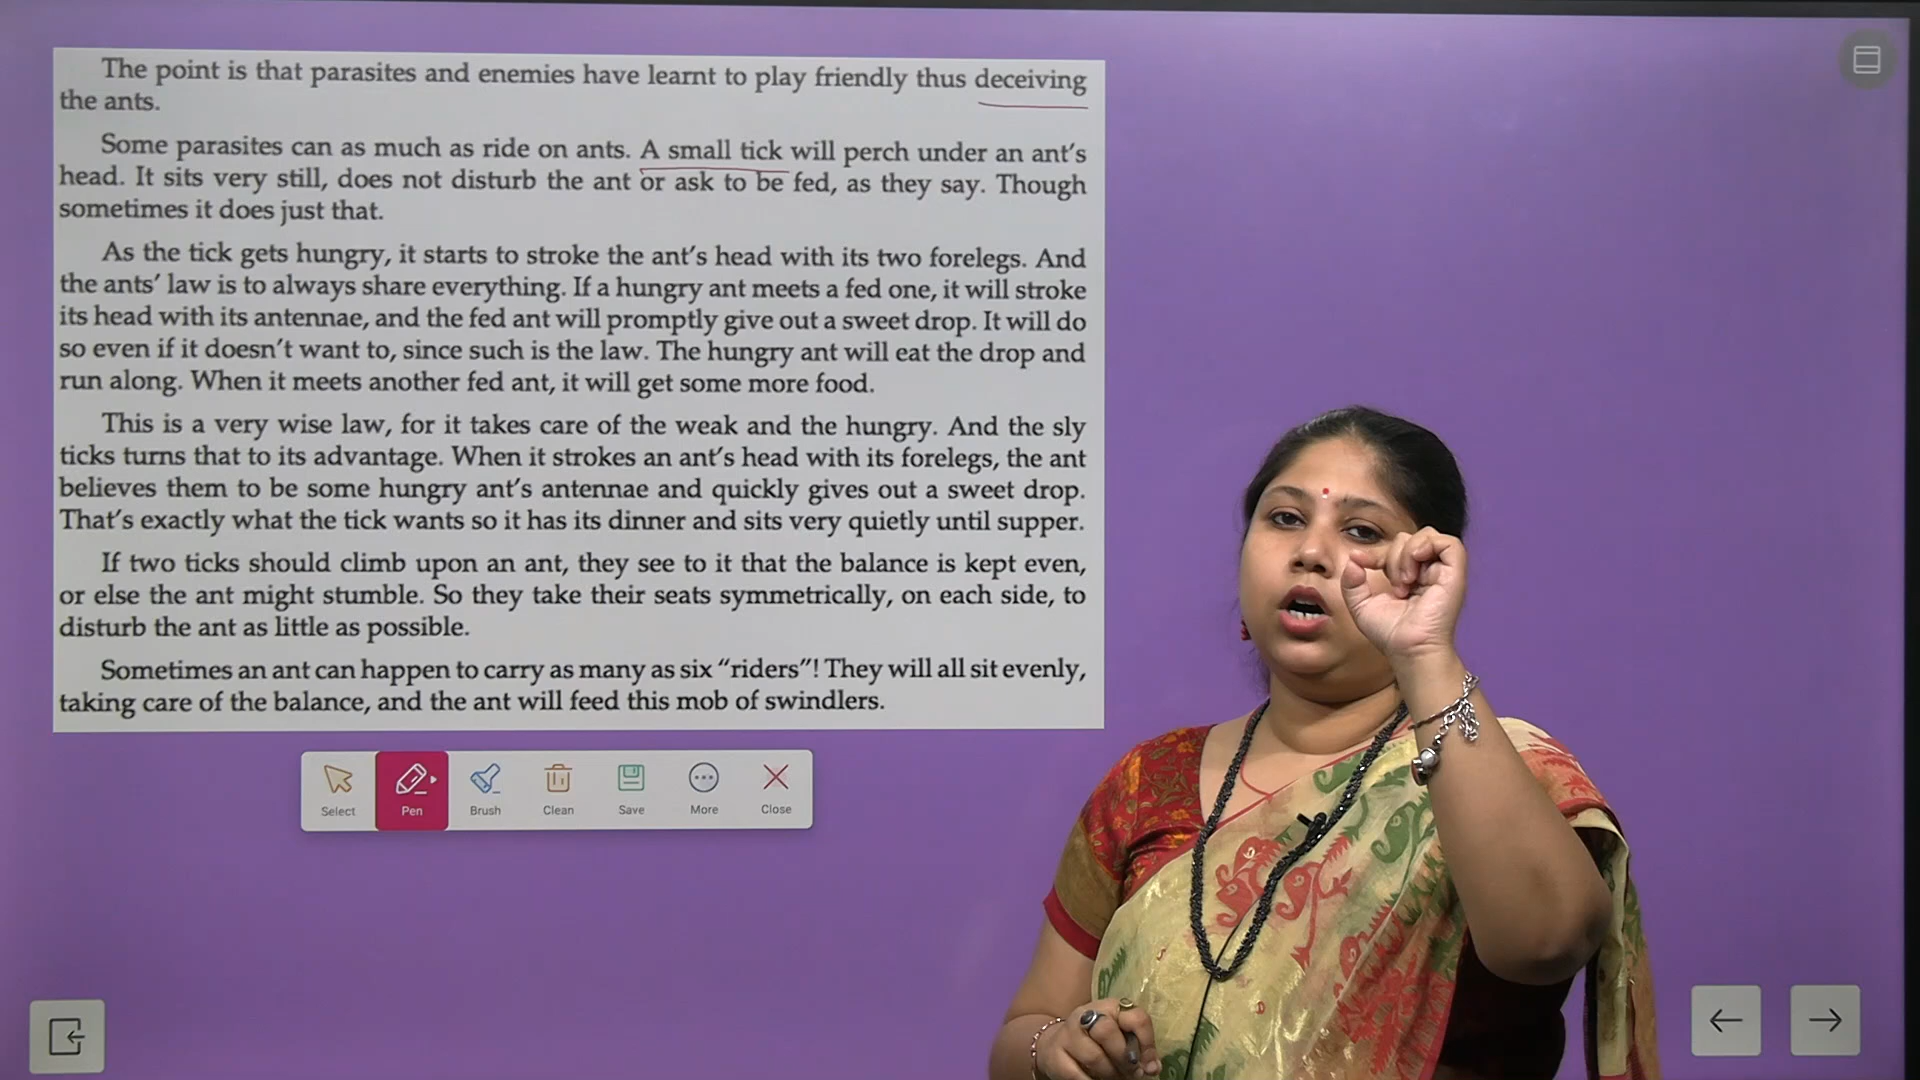 The point is that parasites and enemies have learnt to play friendly thus deceiving
the ants.
Some parasites can as much as ride on ants. A small tick will perch under an ant's
head. It sits very still, does not disturb the ant or ask to be fed, as they say. Though
sometimes it does just that.
As the tick gets hungry, it starts to stroke the ant's head with its two forelegs. And
the ants' law is to always share everything. If a hungry ant meets a fed one, it will stroke
its head with its antennae, and the fed ant will promptly give out a sweet drop. It will do
so even if it doesn't want to, since such is the law. The hungry ant will eat the drop and
run along. When it meets another fed ant, it will get some more food.
This is a very wise law, for it takes care of the weak and the hungry. And the sly
ticks turns that to its advantage. When it strokes an ant's head with its forelegs, the ant
believes them to be some hungry ant's antennae and quickly gives out a sweet drop.
That's exactly what the tick wants so it has its dinner and sits very quietly until supper.
If two ticks should climb upon an ant, they see to it that the balance is kept even,
or else the ant might stumble. So they take their seats symmetrically, on each side, to
disturb the ant as little as possible.
Sometimes an ant can happen to carry as many as six "riders"! They will all sit evenly,
taking care of the balance, and the ant will feed this mob of swindlers.
Select Pen Brush Clean Save More Close